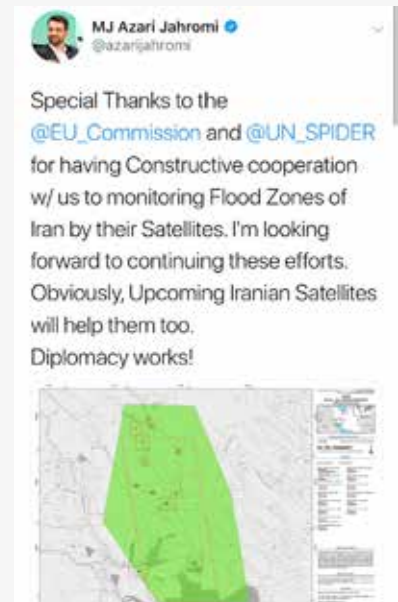 MJ Azari Jahromi
@azarijahromi
Special Thanks to the
@EU_Commission and @UN_SPIDER
for having Constructive cooperation
w/ us to monitoring Flood Zones of
Iran by their Satellites. I'm looking
forward to continuing these efforts.
Obviously, Upcoming Iranian Satellites
will help them too.
Diplomacy works!